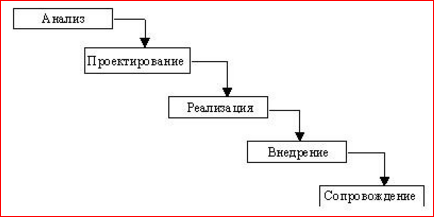 Анализ
Проектирование
Реализация
Внедрение
Сопровождение